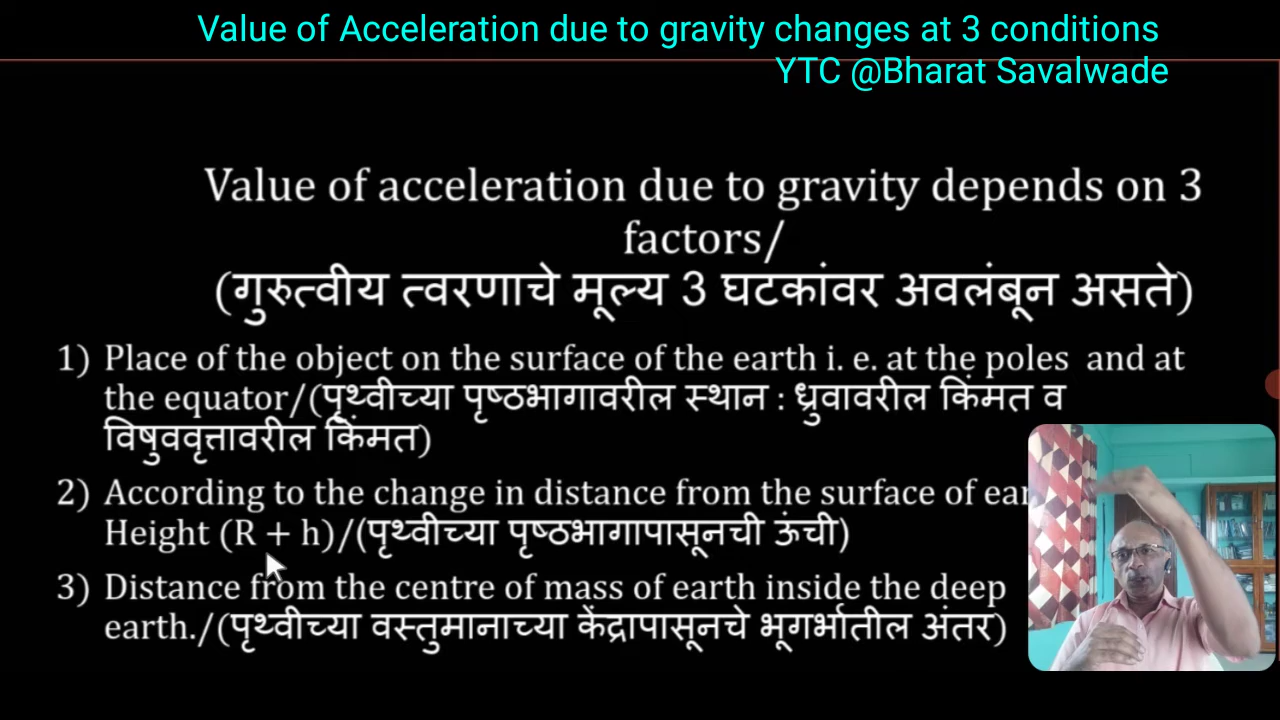 Value of Acceleration due to gravity changes at 3 conditions
YTC @Bharat Savalwade
Value of acceleration due to gravity depends on 3
factors/
(गुरुत्वीय त्वरणाचे मूल्य 3 घटकांवर अवलंबून असते)
1) Place of the object on the surface of the earth i. e. at the poles and at
the equator/(पृथ्वीच्या पृष्ठभागावरील स्थान : ध्रुवावरील किंमत व
विषुववृत्तावरील किंमत)
2) According to the change in distance from the surface of
Height (R + h)/(पृथ्वीच्या पृष्ठभागापासूनची ऊंची)
3) Distance from the centre of mass of earth inside the deep
earth./(पृथ्वीच्या वस्तुमानाच्या केंद्रापासूनचे भूगर्भातील अंतर)